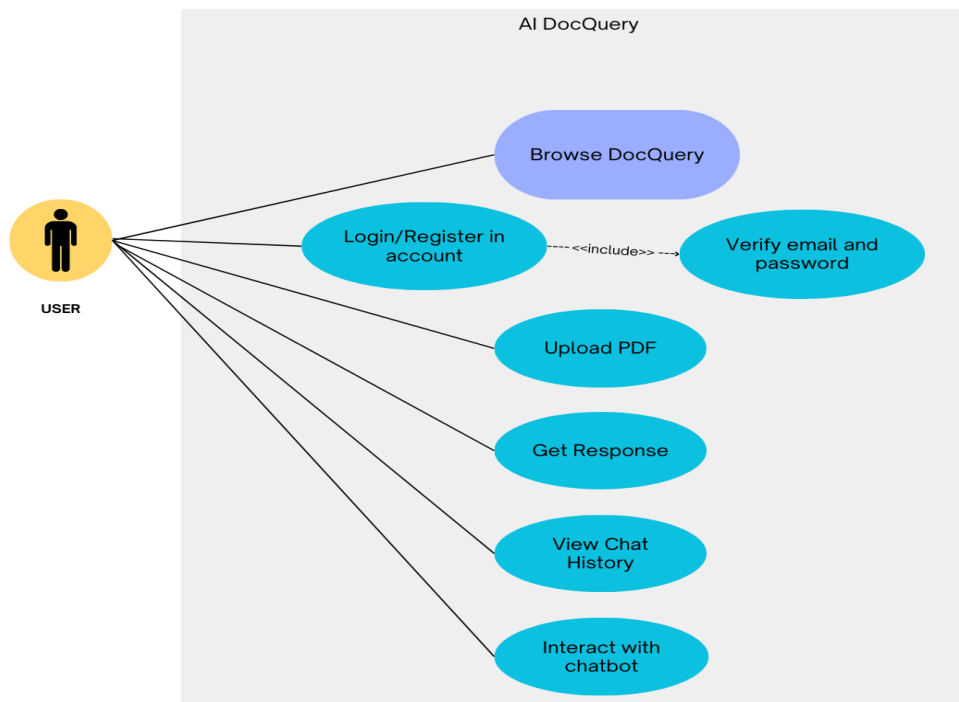 AI DocQuery
Browse DocQuery
Login/Register in
account
<<include>>
Verify email and
password
USER
Upload PDF
Get Response
View Chat
History
Interact with
chatbot